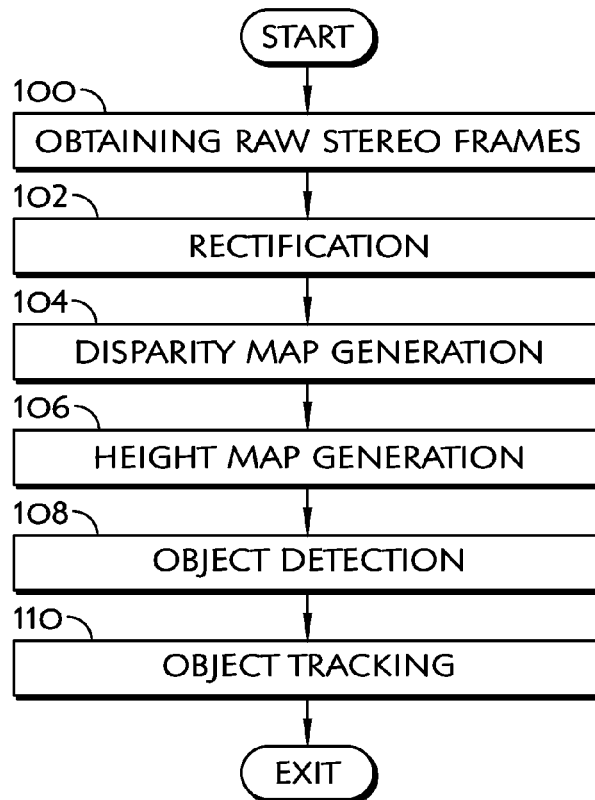 START
100
OBTAINING RAW STEREO FRAMES
102
RECTIFICATION
104
DISPARITY MAP GENERATION
106
HEIGHT MAP GENERATION
108
OBJECT DETECTION
110
OBJECT TRACKING
EXIT